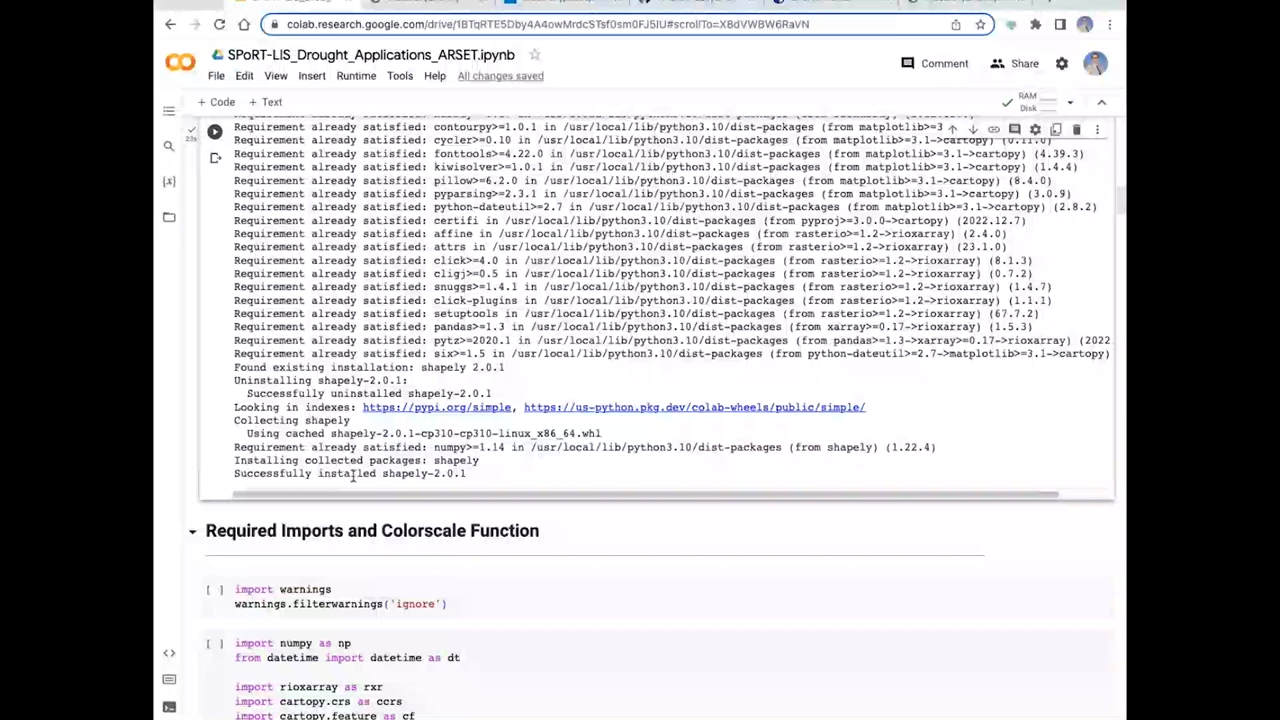 colab.research.google.com/drive/1BTqRTE5Dby4A4owMrdcSTsf0sm0FJ5IU#scrollTo=X8dVWBW6RaVN
SPoRT-LIS_Drought_Applications_ARSET.ipynb
Comment
Share
File Edit View Insert Runtime Tools Help All changes saved
+ Code + Text
RAM
Disk
Requirement already satisfied: contourpy>=1.0.1 in /usr/local/lib/python3.10/dist-packages (from matplotlib>=3
Requirement already satisfied: cycler>=0.10 in /usr/local/lib/python3.10/dist-packages (from matplotlib>=3.1->cartopy) (0.11.0)
Requirement already satisfied: fonttools>=4.22.0 in /usr/local/lib/python3.10/dist-packages (from matplotlib>=3.1->cartopy) (4.39.3)
Requirement already satisfied: kiwisolver>=1.0.1 in /usr/local/lib/python3.10/dist-packages (from matplotlib>=3.1->cartopy) (1.4.4)
Requirement already satisfied: pillow>=6.2.0 in /usr/local/lib/python3.10/dist-packages (from matplotlib>=3.1->cartopy) (8.4.0)
Requirement already satisfied: pyparsing>=2.3.1 in /usr/local/lib/python3.10/dist-packages (from matplotlib>=3.1->cartopy) (3.0.9)
Requirement already satisfied: python-dateutil>=2.7 in /usr/local/lib/python3.10/dist-packages (from matplotlib>=3.1->cartopy) (2.8.2)
Requirement already satisfied: certifi in /usr/local/lib/python3.10/dist-packages (from pyproj>=3.0.0->cartopy) (2022.12.7)
Requirement already satisfied: affine in /usr/local/lib/python3.10/dist-packages (from rasterio>=1.2->rioxarray) (2.4.0)
Requirement already satisfied: attrs in /usr/local/lib/python3.10/dist-packages (from rasterio>=1.2->rioxarray) (23.1.0)
Requirement already satisfied: click>=4.0 in /usr/local/lib/python3.10/dist-packages (from rasterio>=1.2->rioxarray) (8.1.3)
Requirement already satisfied: cligj>=0.5 in /usr/local/lib/python3.10/dist-packages (from rasterio>=1.2->rioxarray) (0.7.2)
Requirement already satisfied: snuggs>=1.4.1 in /usr/local/lib/python3.10/dist-packages (from rasterio>=1.2->rioxarray) (1.4.7)
Requirement already satisfied: click-plugins in /usr/local/lib/python3.10/dist-packages (from rasterio>=1.2->rioxarray) (1.1.1)
Requirement already satisfied: setuptools in /usr/local/lib/python3.10/dist-packages (from rasterio>=1.2->rioxarray) (67.7.2)
Requirement already satisfied: pandas>=1.3 in /usr/local/lib/python3.10/dist-packages (from xarray>=0.17->rioxarray) (1.5.3)
Requirement already satisfied: pytz>=2020.1 in /usr/local/lib/python3.10/dist-packages (from pandas>=1.3->xarray>=0.17->rioxarray) (2022
Requirement already satisfied: six>=1.5 in /usr/local/lib/python3.10/dist-packages (from python-dateutil>=2.7->matplotlib>=3.1->cartopy)
Found existing installation: shapely 2.0.1
Uninstalling shapely-2.0.1:
Successfully uninstalled shapely-2.0.1
Looking in indexes: https://pypi.org/simple, https://us-python.pkg.dev/colab-wheels/public/simple/
Collecting shapely
Using cached shapely-2.0.1-cp310-cp310-linux_x86_64.whl
Requirement already satisfied: numpy>=1.14 in /usr/local/lib/python3.10/dist-packages (from shapely) (1.22.4)
Installing collected packages: shapely
Successfully installed shapely-2.0.1
Required Imports and Colorscale Function
[ ] import warnings
warnings.filterwarnings('ignore')
[ ] import numpy as np
from datetime import datetime as dt
import rioxarray as rxr
import cartopy.crs as ccrs
import cartopy.feature as cf